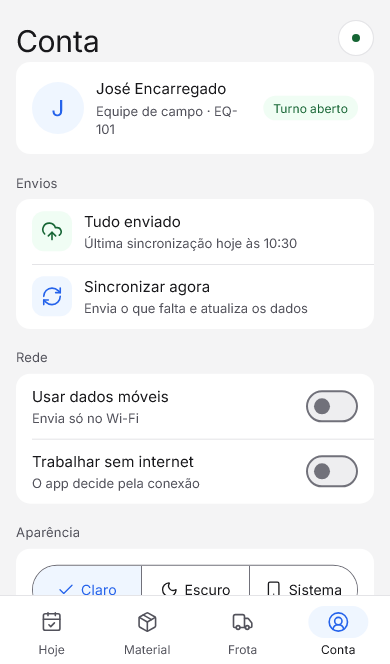 Conta
J
José Encarregado
Equipe de campo · EQ-
101
Turno aberto
Envios
Tudo enviado
Última sincronização hoje às 10:30
Sincronizar agora
Envia o que falta e atualiza os dados
Rede
Usar dados móveis
Envia só no Wi-Fi
Trabalhar sem internet
O app decide pela conexão
Aparência
Claro
Escuro
Sistema
Hoje
Material
Frota
Conta